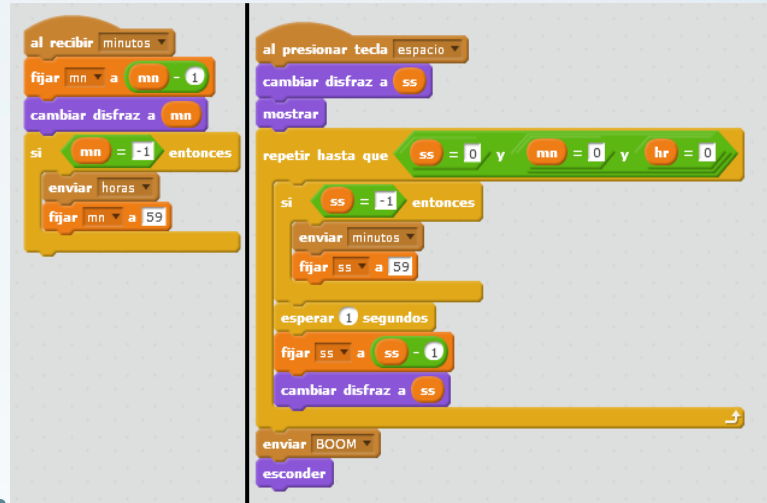 al recibir minutos
fijar mn a mn - 1
cambiar disfraz a mn
si mn = -1 entonces
enviar horas
fijar mn a 59
al presionar tecla espacio
cambiar disfraz a ss
mostrar
repetir hasta que ss = 0 y mn = 0 y hr = 0
si ss = -1 entonces
enviar minutos
fijar ss a 59
esperar 1 segundos
fijar ss a ss - 1
cambiar disfraz a ss
enviar BOOM
esconder